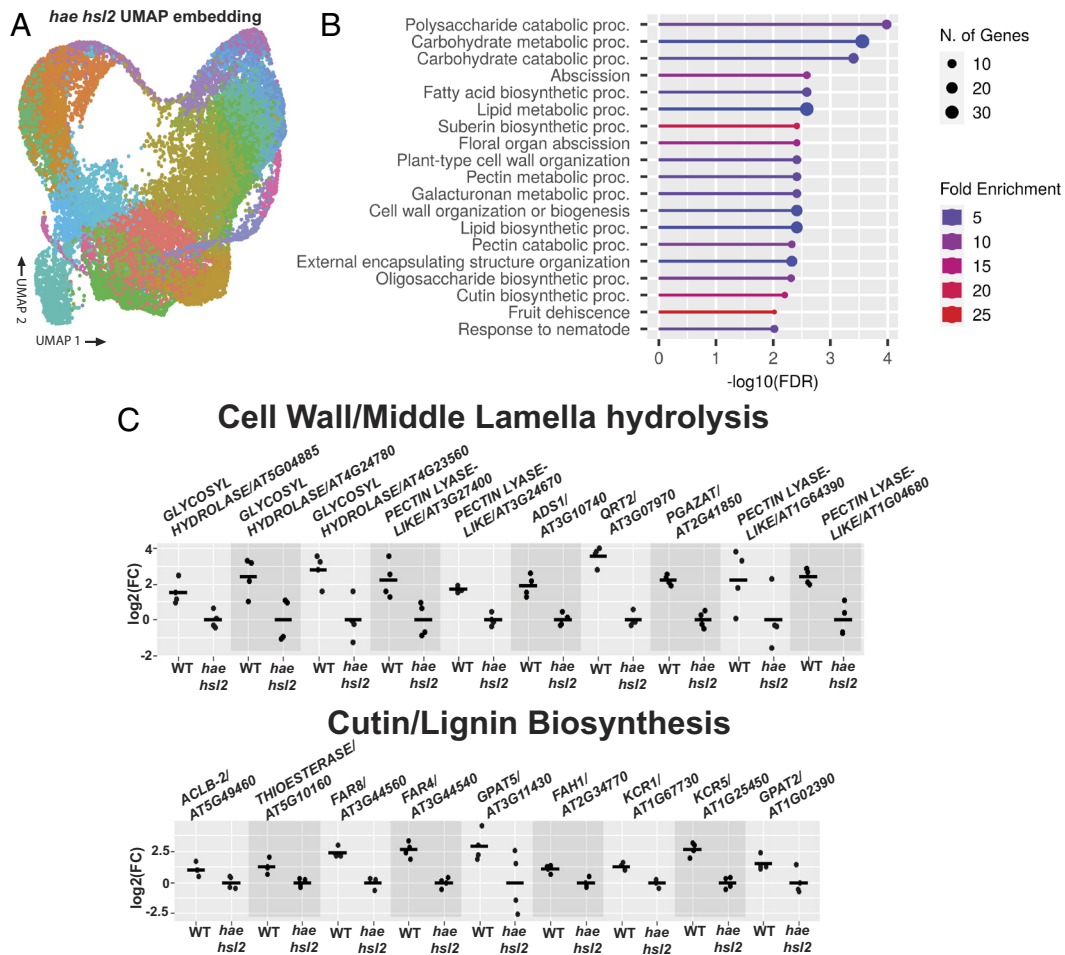 A
hae hsl2 UMAP embedding
UMAP 2
UMAP 1
B
Polysaccharide catabolic proc.
Carbohydrate metabolic proc.
Carbohydrate catabolic proc.
Abscission
Fatty acid biosynthetic proc.
Lipid metabolic proc.
Suberin biosynthetic proc.
Floral organ abscission
Plant-type cell wall organization
Pectin metabolic proc.
Galacturonan metabolic proc.
Cell wall organization or biogenesis
Lipid biosynthetic proc.
Pectin catabolic proc.
External encapsulating structure organization
Oligosaccharide biosynthetic proc.
Cutin biosynthetic proc.
Fruit dehiscence
Response to nematode
0 1 2 3 4
-log10(FDR)
N. of Genes
10
20
30
Fold Enrichment
5
10
15
20
25
C
Cell Wall/Middle Lamella hydrolysis
GLYCOSYL
HYDROLASE/AT5G04885
GLYCOSYL
HYDROLASE/AT4G24780
GLYCOSYL
HYDROLASE/AT4G23560
PECTIN LYASE-
LIKE/AT3G27400
PECTIN LYASE-
LIKE/AT3G24670
ADS1/
AT3G10740
QRT2/
AT3G07970
PGAZAT/
AT2G41850
PECTIN LYASE-
LIKE/AT1G64390
PECTIN LYASE-
LIKE/AT1G04680
log2(FC)
4
2
0
-2
WT hae hsl2 WT hae hsl2 WT hae hsl2 WT hae hsl2 WT hae hsl2 WT hae hsl2 WT hae hsl2 WT hae hsl2 WT hae hsl2 WT hae hsl2
Cutin/Lignin Biosynthesis
ACLB-2/
AT5G49460
THIOESTERASE/
AT5G10160
FAR8/
AT3G44560
FAR4/
AT3G44540
GPAT5/
AT3G11430
FAH1/
AT2G34770
KCR1/
AT1G67730
KCR5/
AT1G25450
GPAT2/
AT1G02390
log2(FC)
2.5
0
-2.5
WT hae hsl2 WT hae hsl2 WT hae hsl2 WT hae hsl2 WT hae hsl2 WT hae hsl2 WT hae hsl2 WT hae hsl2 WT hae hsl2